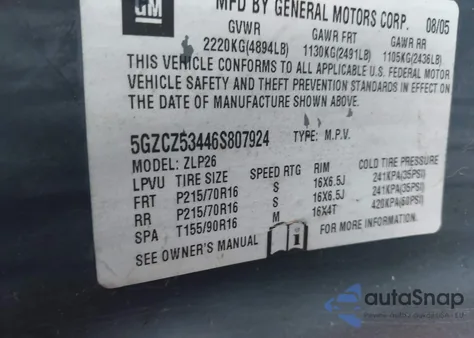 GM
MFD BY GENERAL MOTORS CORP. 08/05
GVWR GAWR FRT GAWR RR
2220KG(4894LB) 1130KG(2491LB) 1105KG(2436LB)
THIS VEHICLE CONFORMS TO ALL APPLICABLE U.S. FEDERAL MOTOR
VEHICLE SAFETY AND THEFT PREVENTION STANDARDS IN EFFECT ON
THE DATE OF MANUFACTURE SHOWN ABOVE.
5GZCZ53446S807924 TYPE: M.P.V.
MODEL: ZLP26
LPVU TIRE SIZE SPEED RTG RIM COLD TIRE PRESSURE
FRT P215/70R16 S 16X6.5J 241KPA(35PSI)
RR P215/70R16 S 16X6.5J 241KPA(35PSI)
SPA T155/90R16 M 16X4T 420KPA(60PSI)
SEE OWNER'S MANUAL i FOR MORE INFORMATION.
autoSnap